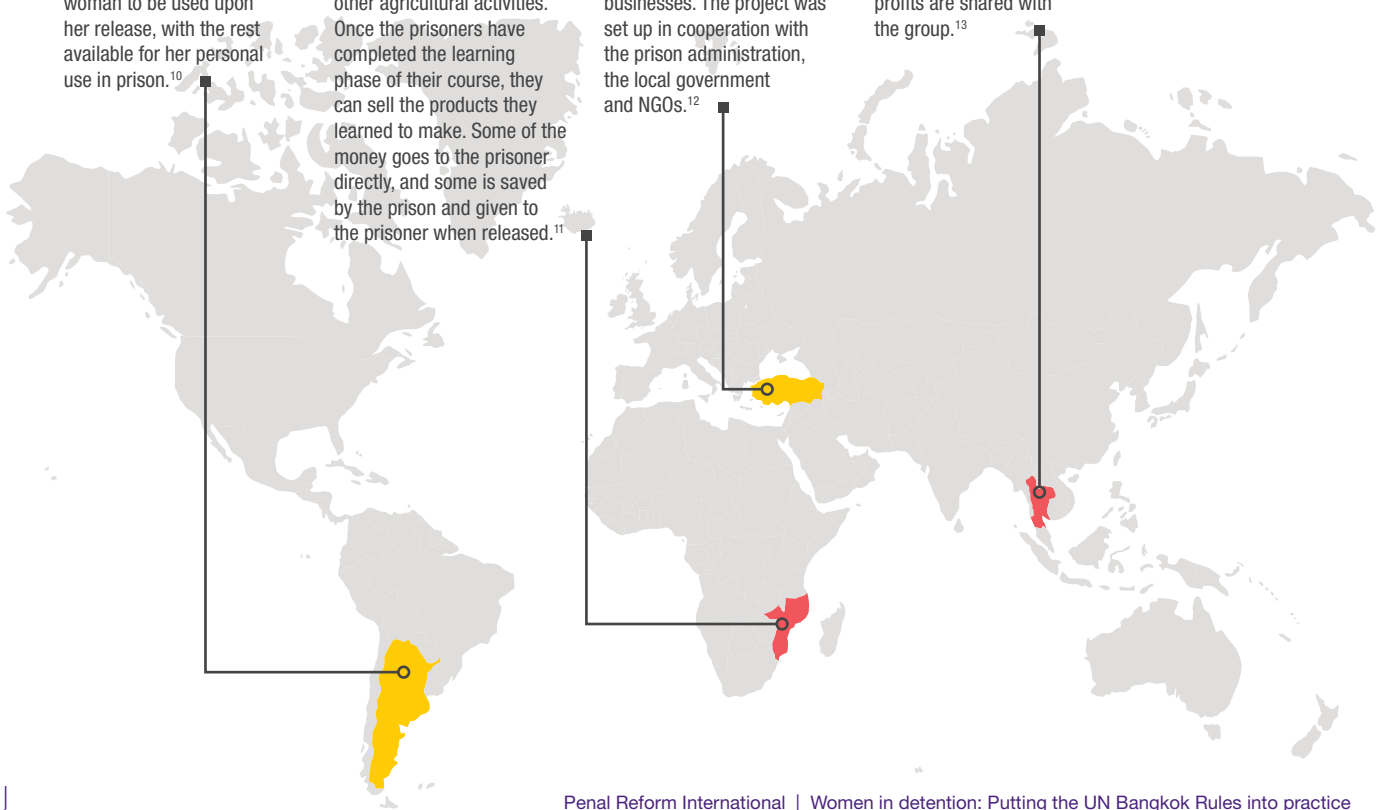 woman to be used upon
her release, with the rest
available for her personal
use in prison.10
other agricultural activities.
Once the prisoners have
completed the learning
phase of their course, they
can sell the products they
learned to make. Some of the
money goes to the prisoner
directly, and some is saved
by the prison and given to
the prisoner when released.11
businesses. The project was
set up in cooperation with
the prison administration,
the local government
and NGOs.12
profits are shared with
the group.13
Penal Reform International | Women in detention: Putting the UN Bangkok Rules into practice